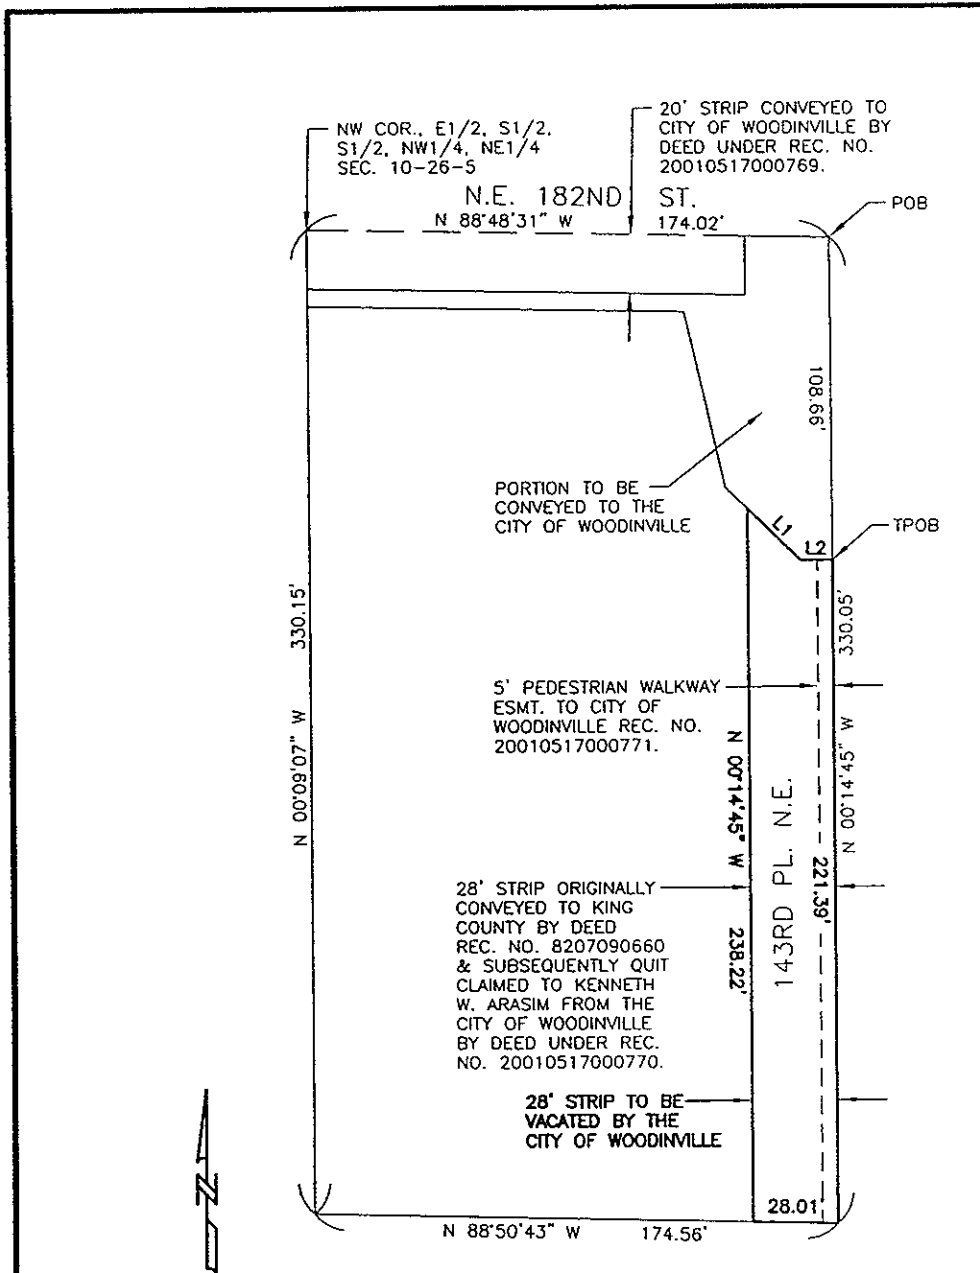 NW COR., E1/2, S1/2,
S1/2, NW1/4, NE1/4
SEC. 10-26-5
20' STRIP CONVEYED TO
CITY OF WOODINVILLE BY
DEED UNDER REC. NO.
20010517000769.
N.E. 182ND ST.
N 88°48'31" W 174.02'
POB
108.66'
PORTION TO BE
CONVEYED TO THE
CITY OF WOODINVILLE
L1
L2
TPOB
330.15'
N 00°09'07" W
330.05'
N 00°14'45" W
5' PEDESTRIAN WALKWAY
ESMT. TO CITY OF
WOODINVILLE REC. NO.
20010517000771.
N 00°14'45" W
238.22'
143RD PL. N.E.
221.39'
28' STRIP ORIGINALLY
CONVEYED TO KING
COUNTY BY DEED
REC. NO. 8207090660
& SUBSEQUENTLY QUIT
CLAIMED TO KENNETH
W. ARASIM FROM THE
CITY OF WOODINVILLE
BY DEED UNDER REC.
NO. 20010517000770.
28' STRIP TO BE
VACATED BY THE
CITY OF WOODINVILLE
28.01'
N 88°50'43" W 174.56'
N